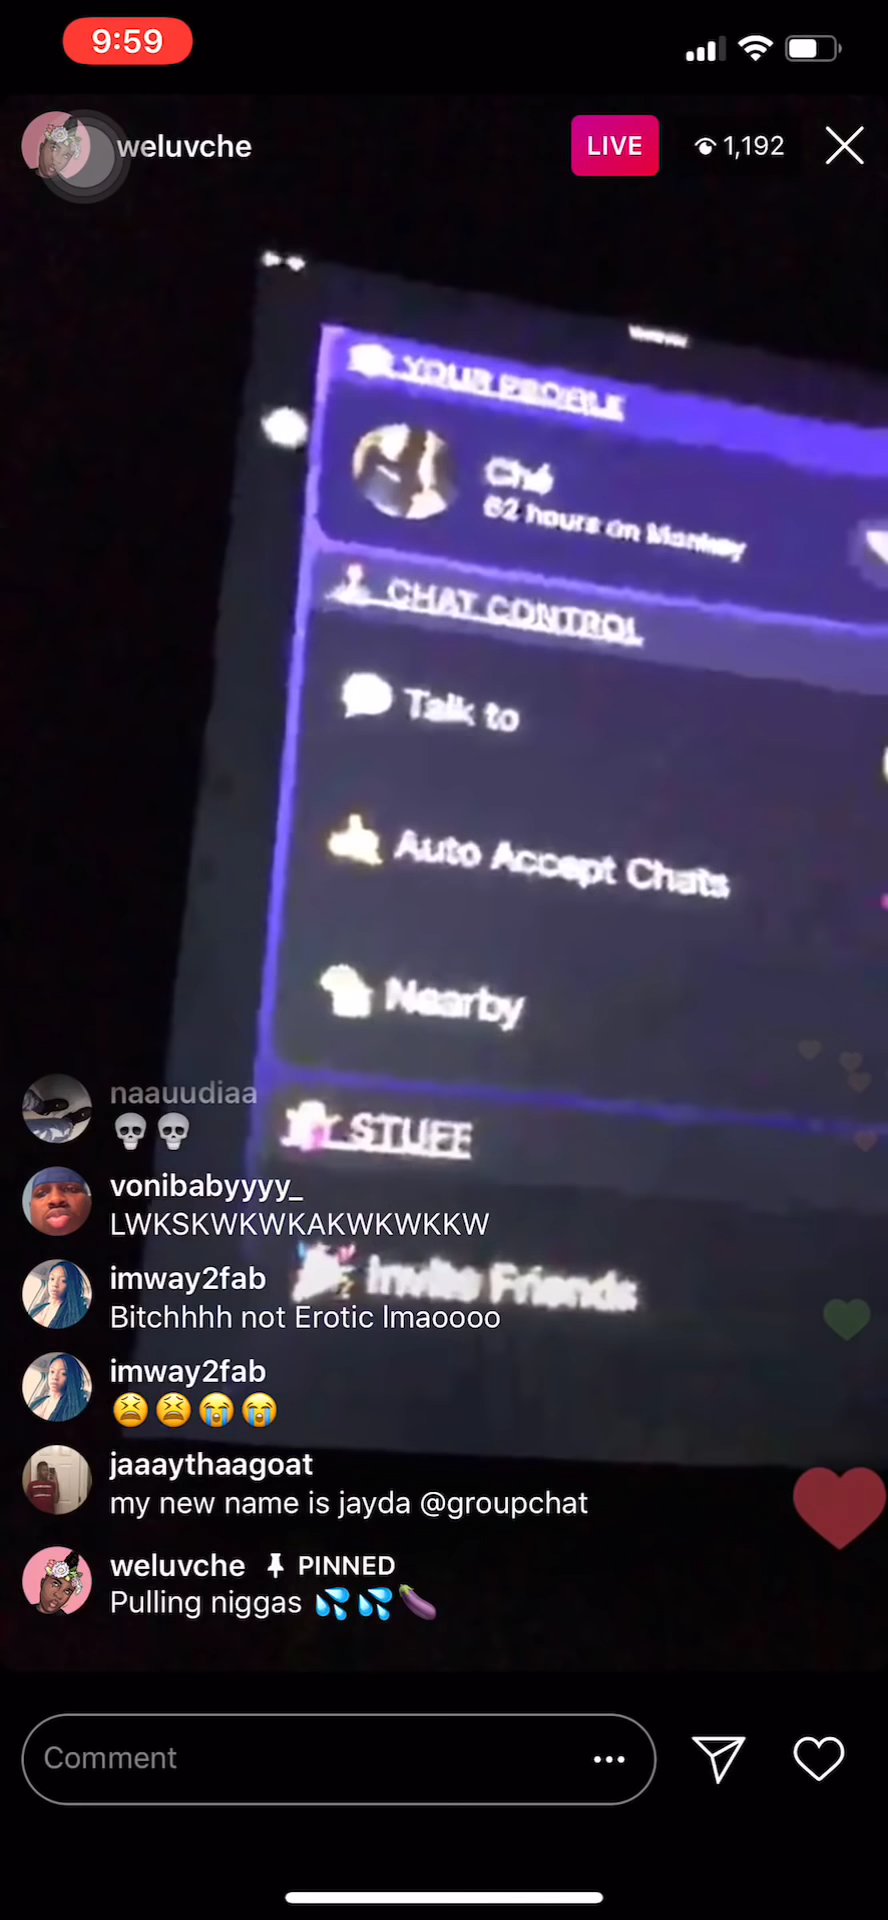 9:59
weluvche
LIVE
1,192
YOUR PEOPLE
Ché
62 hours on Monkey
CHAT CONTROL
Talk to
Auto Accept Chats
Nearby
STUFF
Invite Friends
naauudiaa
💀💀
vonibabyyyy_
LWKSKWKWKAKWKWKKW
imway2fab
Bitchhhh not Erotic lmaoooo
imway2fab
😫😫😭😭
jaaaythaagoat
my new name is jayda @groupchat
weluvche PINNED
Pulling niggas 💦💦🍆
Comment